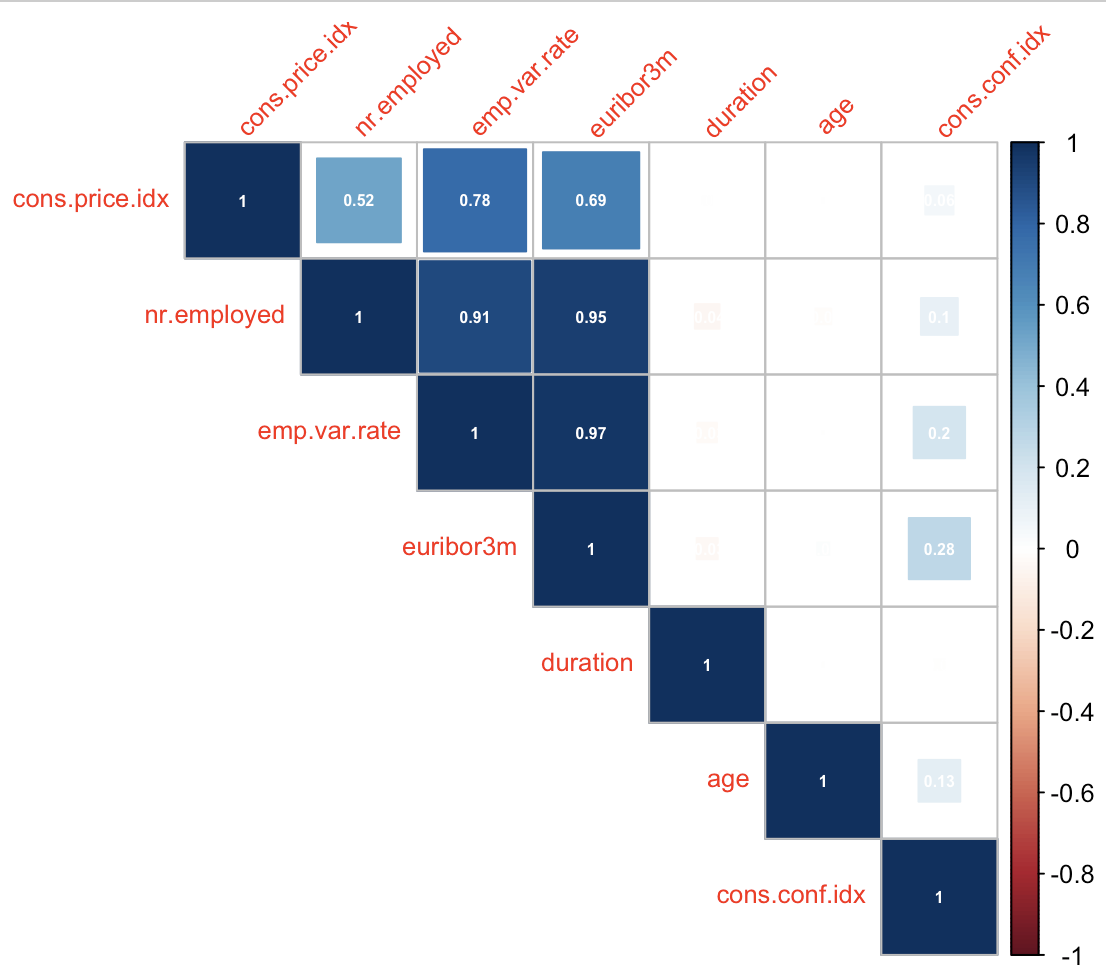 cons.price.idx nr.employed emp.var.rate euribor3m duration age cons.conf.idx
cons.price.idx 1 0.52 0.78 0.69 0.06
nr.employed 1 0.91 0.95 0.1
emp.var.rate 1 0.97 0.2
euribor3m 1 0.28
duration 1
age 1 0.13
cons.conf.idx 1
1
0.8
0.6
0.4
0.2
0
-0.2
-0.4
-0.6
-0.8
-1